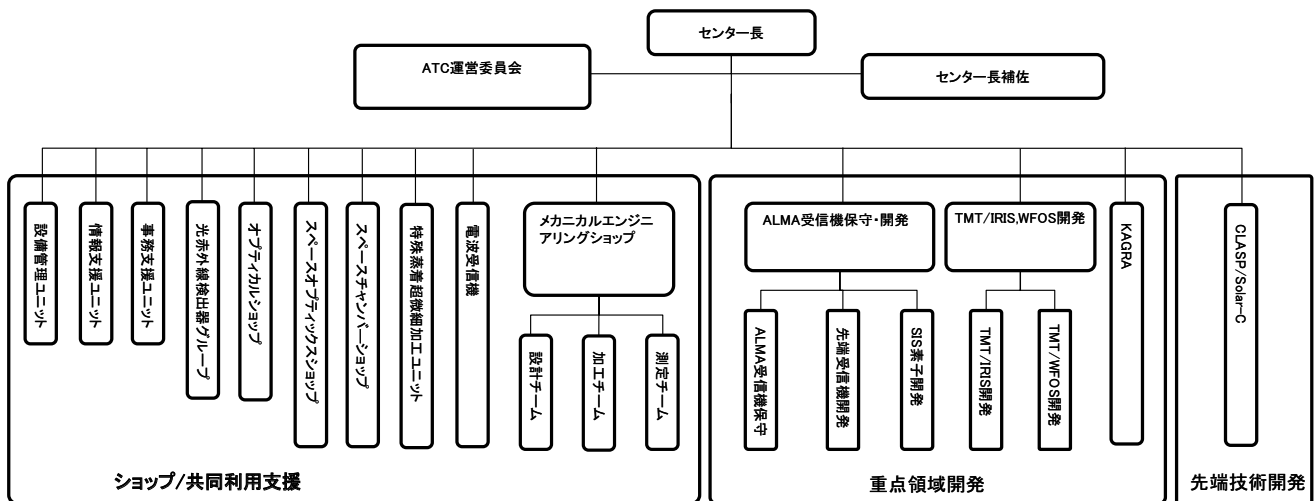 センター長
ATC運営委員会
センター長補佐
設備管理ユニット
情報支援ユニット
事務支援ユニット
光赤外線検出器グループ
オプティカルショップ
スペースオプティックスショップ
スペースチャンバーショップ
特殊蒸着超微細加工ユニット
電波受信機
メカニカルエンジニ
アリングショップ
設計チーム
加工チーム
測定チーム
ショップ/共同利用支援
ALMA受信機保守・開発
ALMA受信機保守
先端受信機開発
SIS素子開発
TMT/IRIS,WFOS開発
TMT/IRIS開発
TMT/WFOS開発
KAGRA
重点領域開発
CLASP/Solar-C
先端技術開発